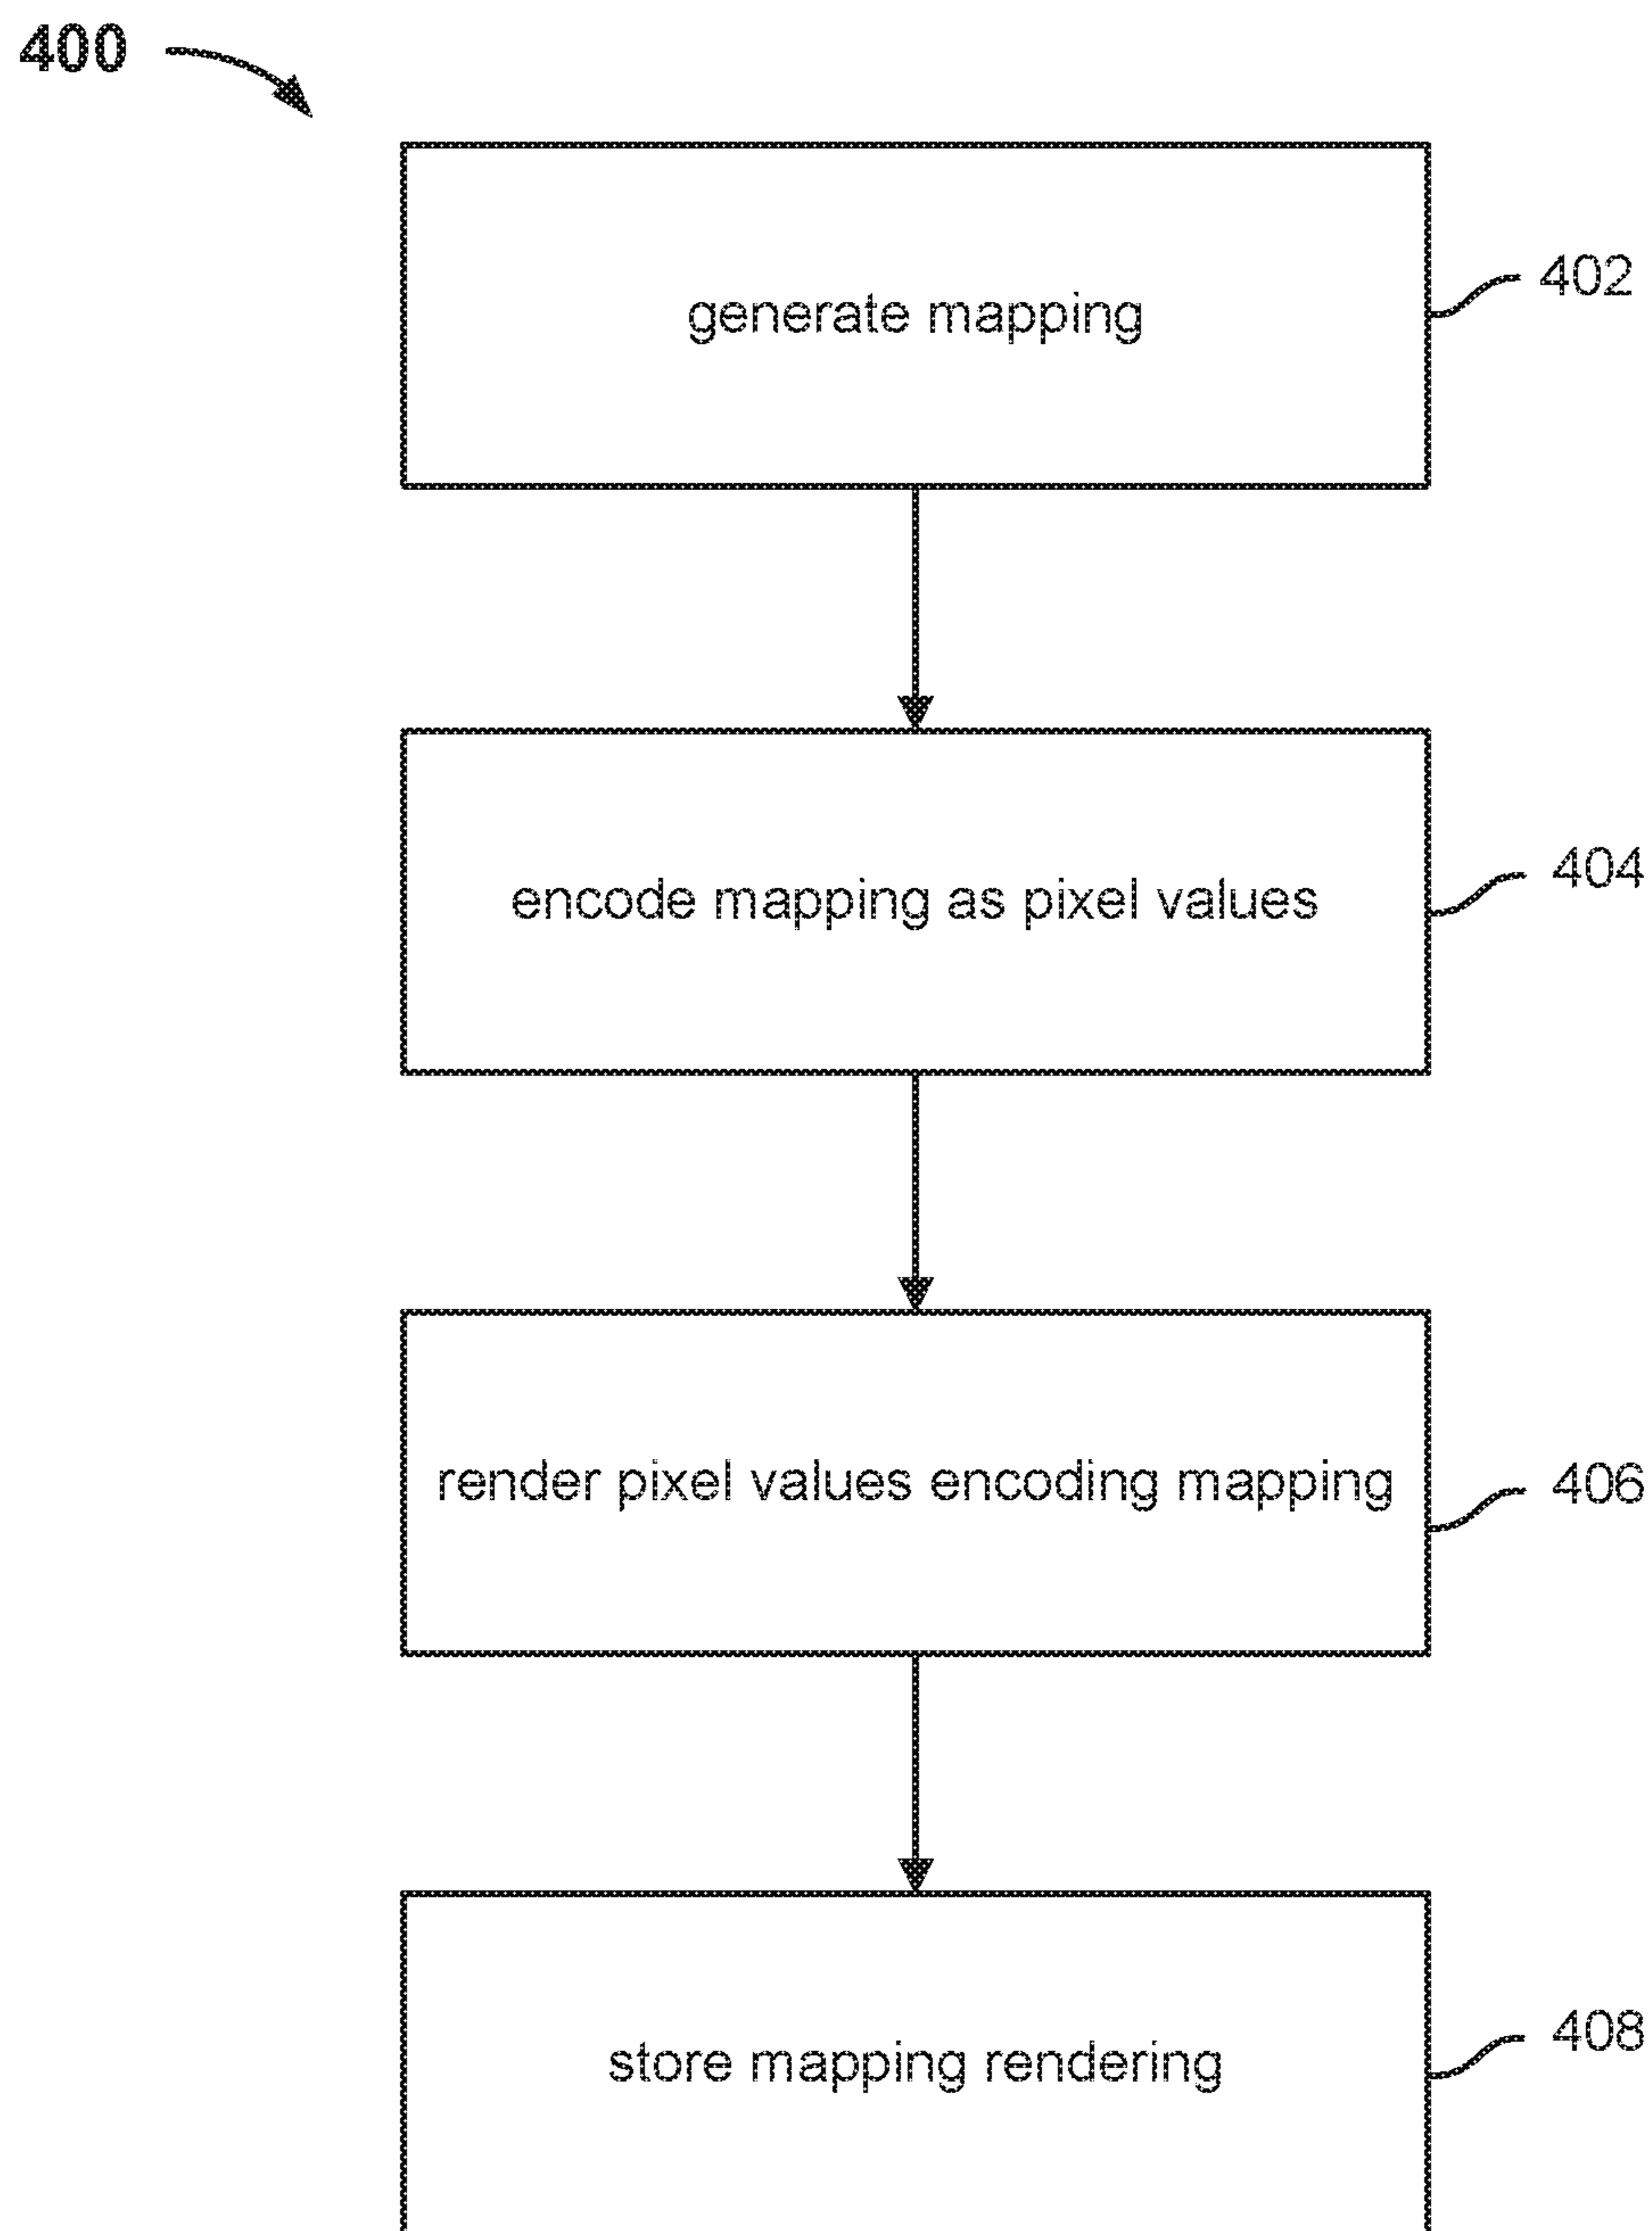 400
generate mapping
402
encode mapping as pixel values
404
render pixel values encoding mapping
406
store mapping rendering
408